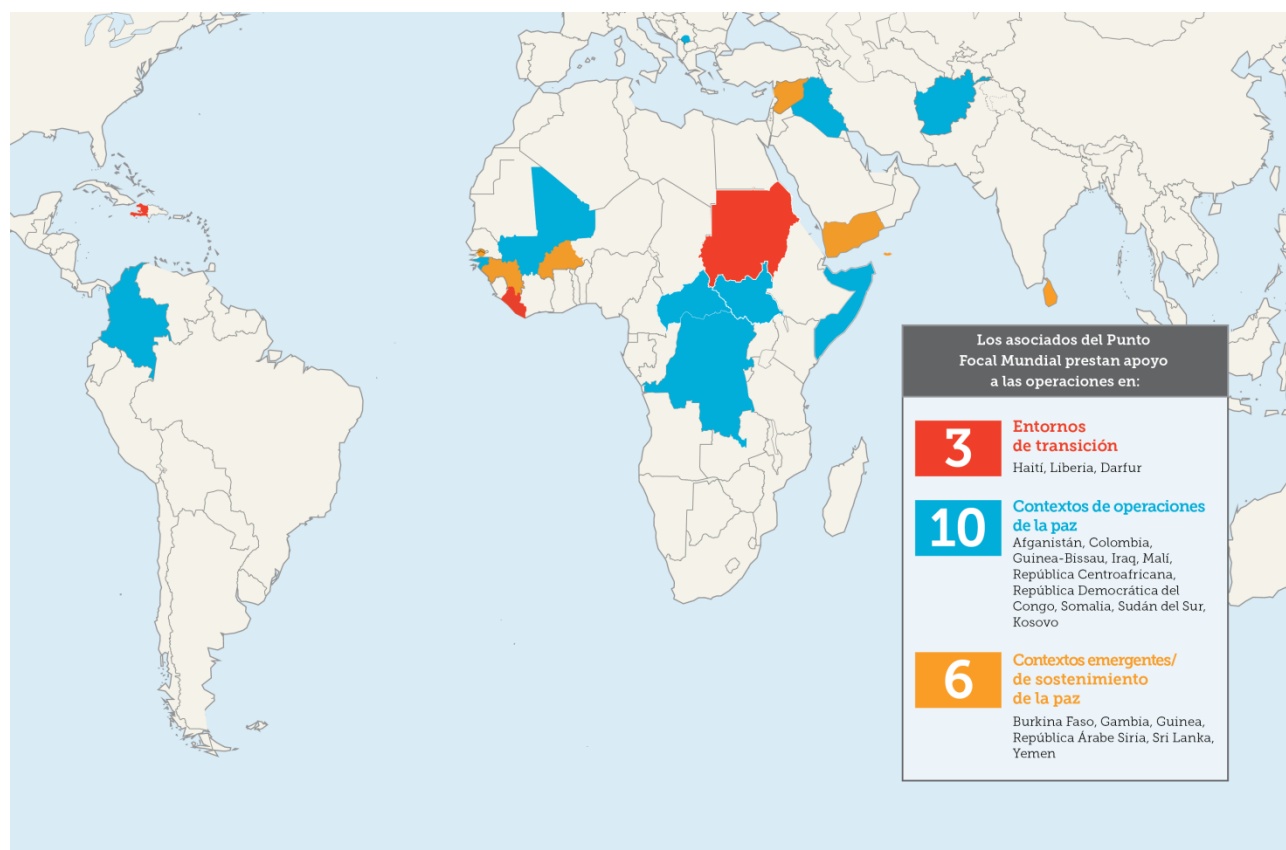 Los asociados del Punto
Focal Mundial prestan apoyo
a las operaciones en:
3
Entornos
de transición
Haití, Liberia, Darfur
10
Contextos de operaciones
de la paz
Afganistán, Colombia,
Guinea-Bissau, Iraq, Malí,
República Centroafricana,
República Democrática del
Congo, Somalia, Sudán del Sur,
Kosovo
6
Contextos emergentes/
de sostenimiento
de la paz
Burkina Faso, Gambia, Guinea,
República Árabe Siria, Sri Lanka,
Yemen